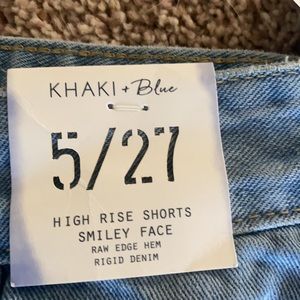 KHAKI + Blue
5/27
HIGH RISE SHORTS
SMILEY FACE
RAW EDGE HEM
RIGID DENIM